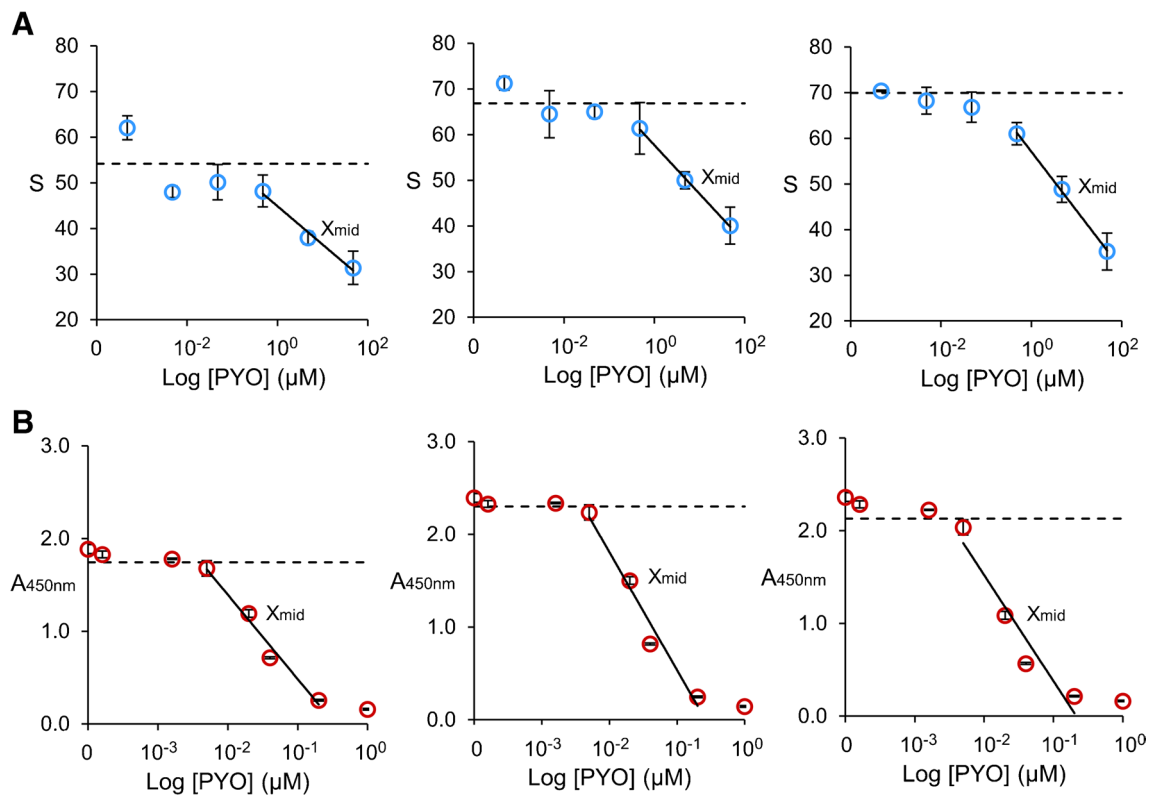 A
80 80 80
70 70 70
60 60 60
S 50 Xmid S 50 Xmid S 50 Xmid
40 40 40
30 30 30
20 20 20
0 10-2 100 102 0 10-2 100 102 0 10-2 100 102
Log [PYO] (µM) Log [PYO] (µM) Log [PYO] (µM)
B
3.0 3.0 3.0
2.0 2.0 2.0
A450nm Xmid A450nm Xmid A450nm Xmid
1.0 1.0 1.0
0.0 0.0 0.0
0 10-3 10-2 10-1 100 0 10-3 10-2 10-1 100 0 10-3 10-2 10-1 100
Log [PYO] (µM) Log [PYO] (µM) Log [PYO] (µM)